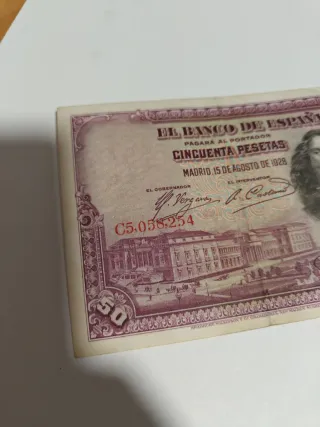 EL BANCO DE ESPAÑ
PAGARÁ AL PORTADOR
CINCUENTA PESETAS
MADRID 15 DE AGOSTO DE 1928
EL GOBERNADOR EL INTERVENTOR
C5,058,254
50